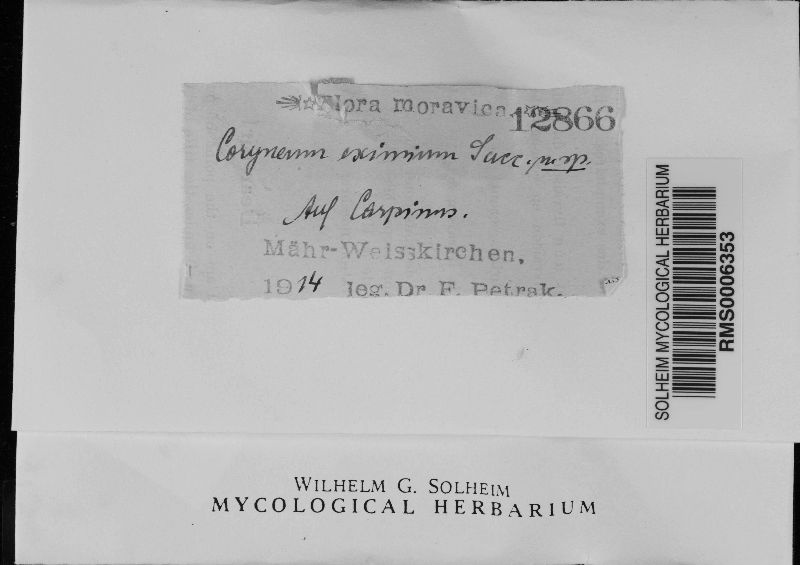 Flora moravica.
12866
Coryneum eximium Sacc. n. sp.
Auf Carpinus.
Mähr-Weisskirchen,
1914 leg. Dr F. Petrak.
SOLHEIM MYCOLOGICAL HERBARIUM
RMS0006353
WILHELM G. SOLHEIM
MYCOLOGICAL HERBARIUM